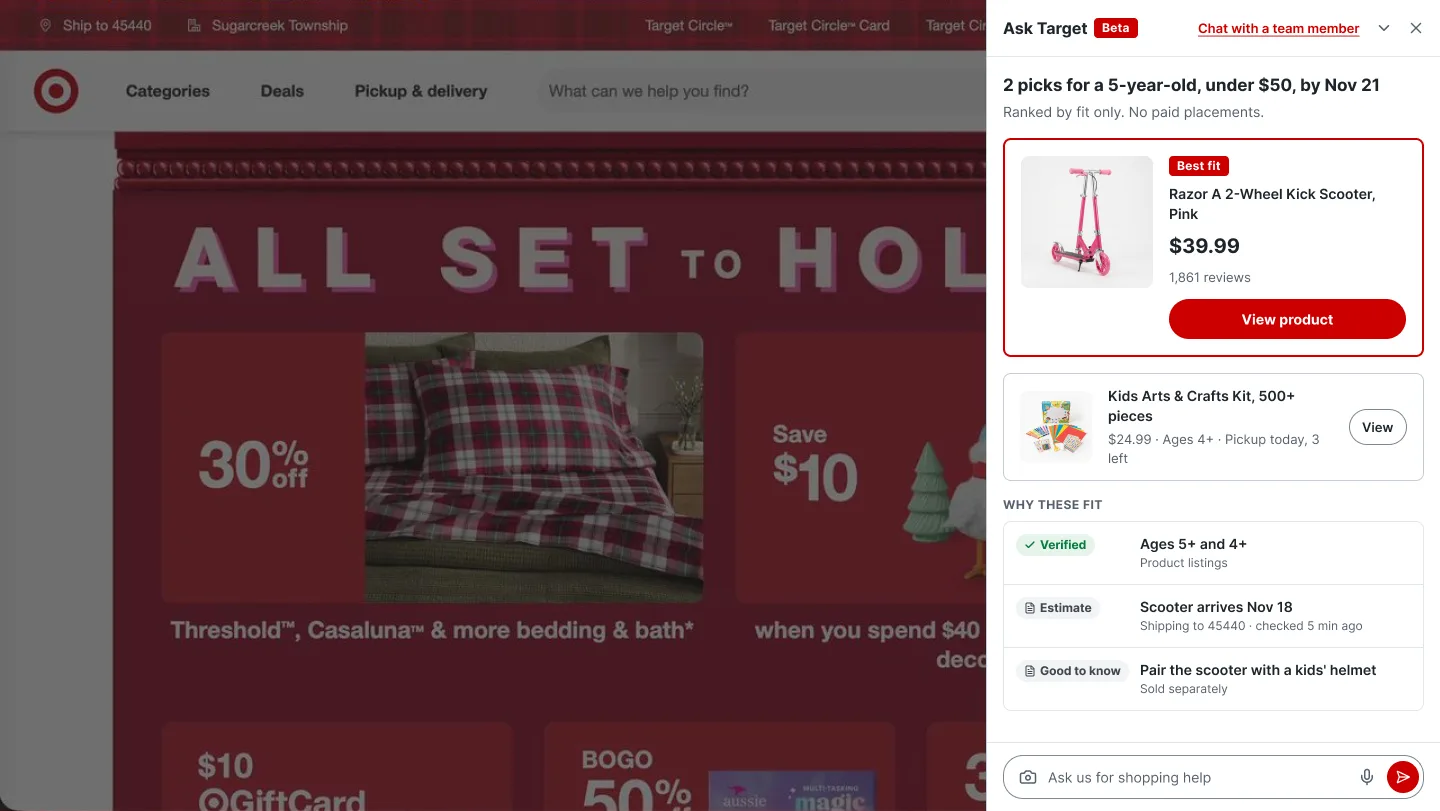 Ship to 45440
Sugarcreek Township
Target Circle™
Target Circle™ Card
Target Cir
Categories
Deals
Pickup & delivery
What can we help you find?
ALL SET TO HOL
30% off
Save
$10
Threshold™, Casaluna™ & more bedding & bath*
when you spend $40
deco
$10
GiftCard
BOGO
50%
aussie
MULTI-TASKING
magic
3
Ask Target
Beta
Chat with a team member
2 picks for a 5-year-old, under $50, by Nov 21
Ranked by fit only. No paid placements.
Best fit
Razor A 2-Wheel Kick Scooter,
Pink
$39.99
1,861 reviews
View product
Kids Arts & Crafts Kit, 500+
pieces
$24.99 · Ages 4+ · Pickup today, 3
left
View
WHY THESE FIT
Verified
Ages 5+ and 4+
Product listings
Estimate
Scooter arrives Nov 18
Shipping to 45440 · checked 5 min ago
Good to know
Pair the scooter with a kids' helmet
Sold separately
Ask us for shopping help